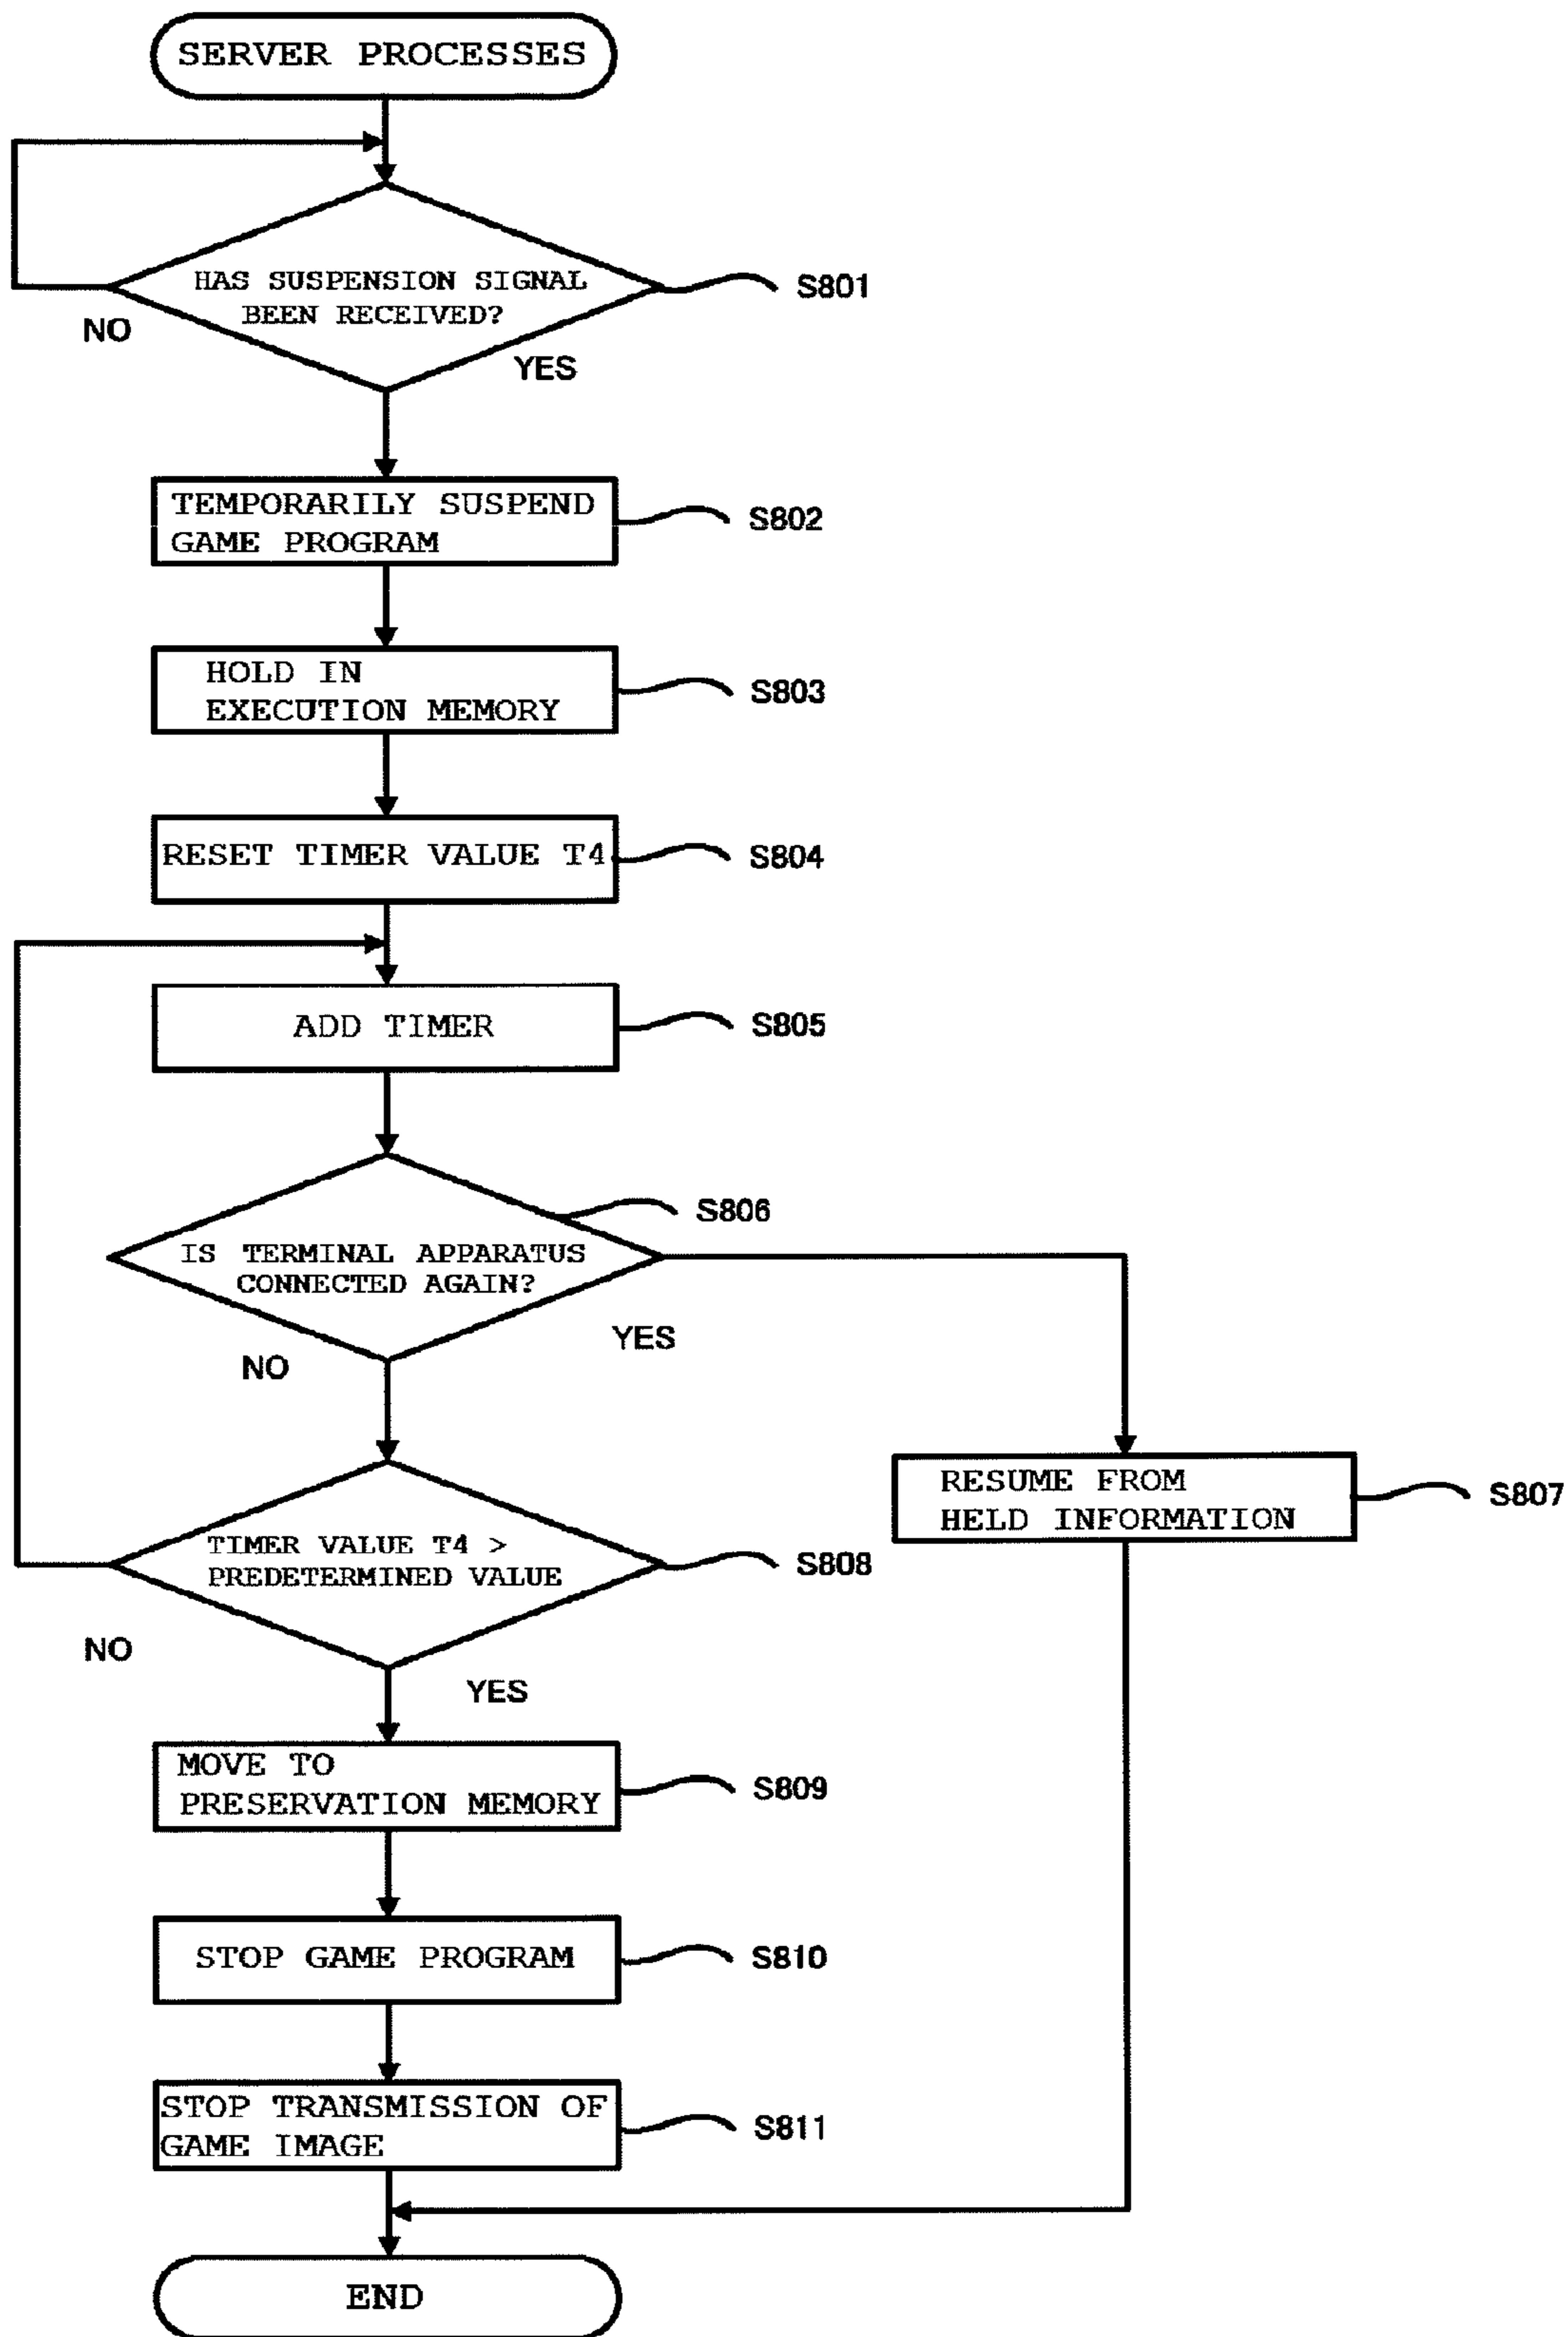 SERVER PROCESSES
HAS SUSPENSION SIGNAL
BEEN RECEIVED?
S801
NO
YES
TEMPORARILY SUSPEND
GAME PROGRAM
S802
HOLD IN
EXECUTION MEMORY
S803
RESET TIMER VALUE T4
S804
ADD TIMER
S805
S806
IS TERMINAL APPARATUS
CONNECTED AGAIN?
YES
NO
RESUME FROM
HELD INFORMATION
S807
TIMER VALUE T4 >
PREDETERMINED VALUE
S808
NO
YES
MOVE TO
PRESERVATION MEMORY
S809
STOP GAME PROGRAM
S810
STOP TRANSMISSION OF
GAME IMAGE
S811
END